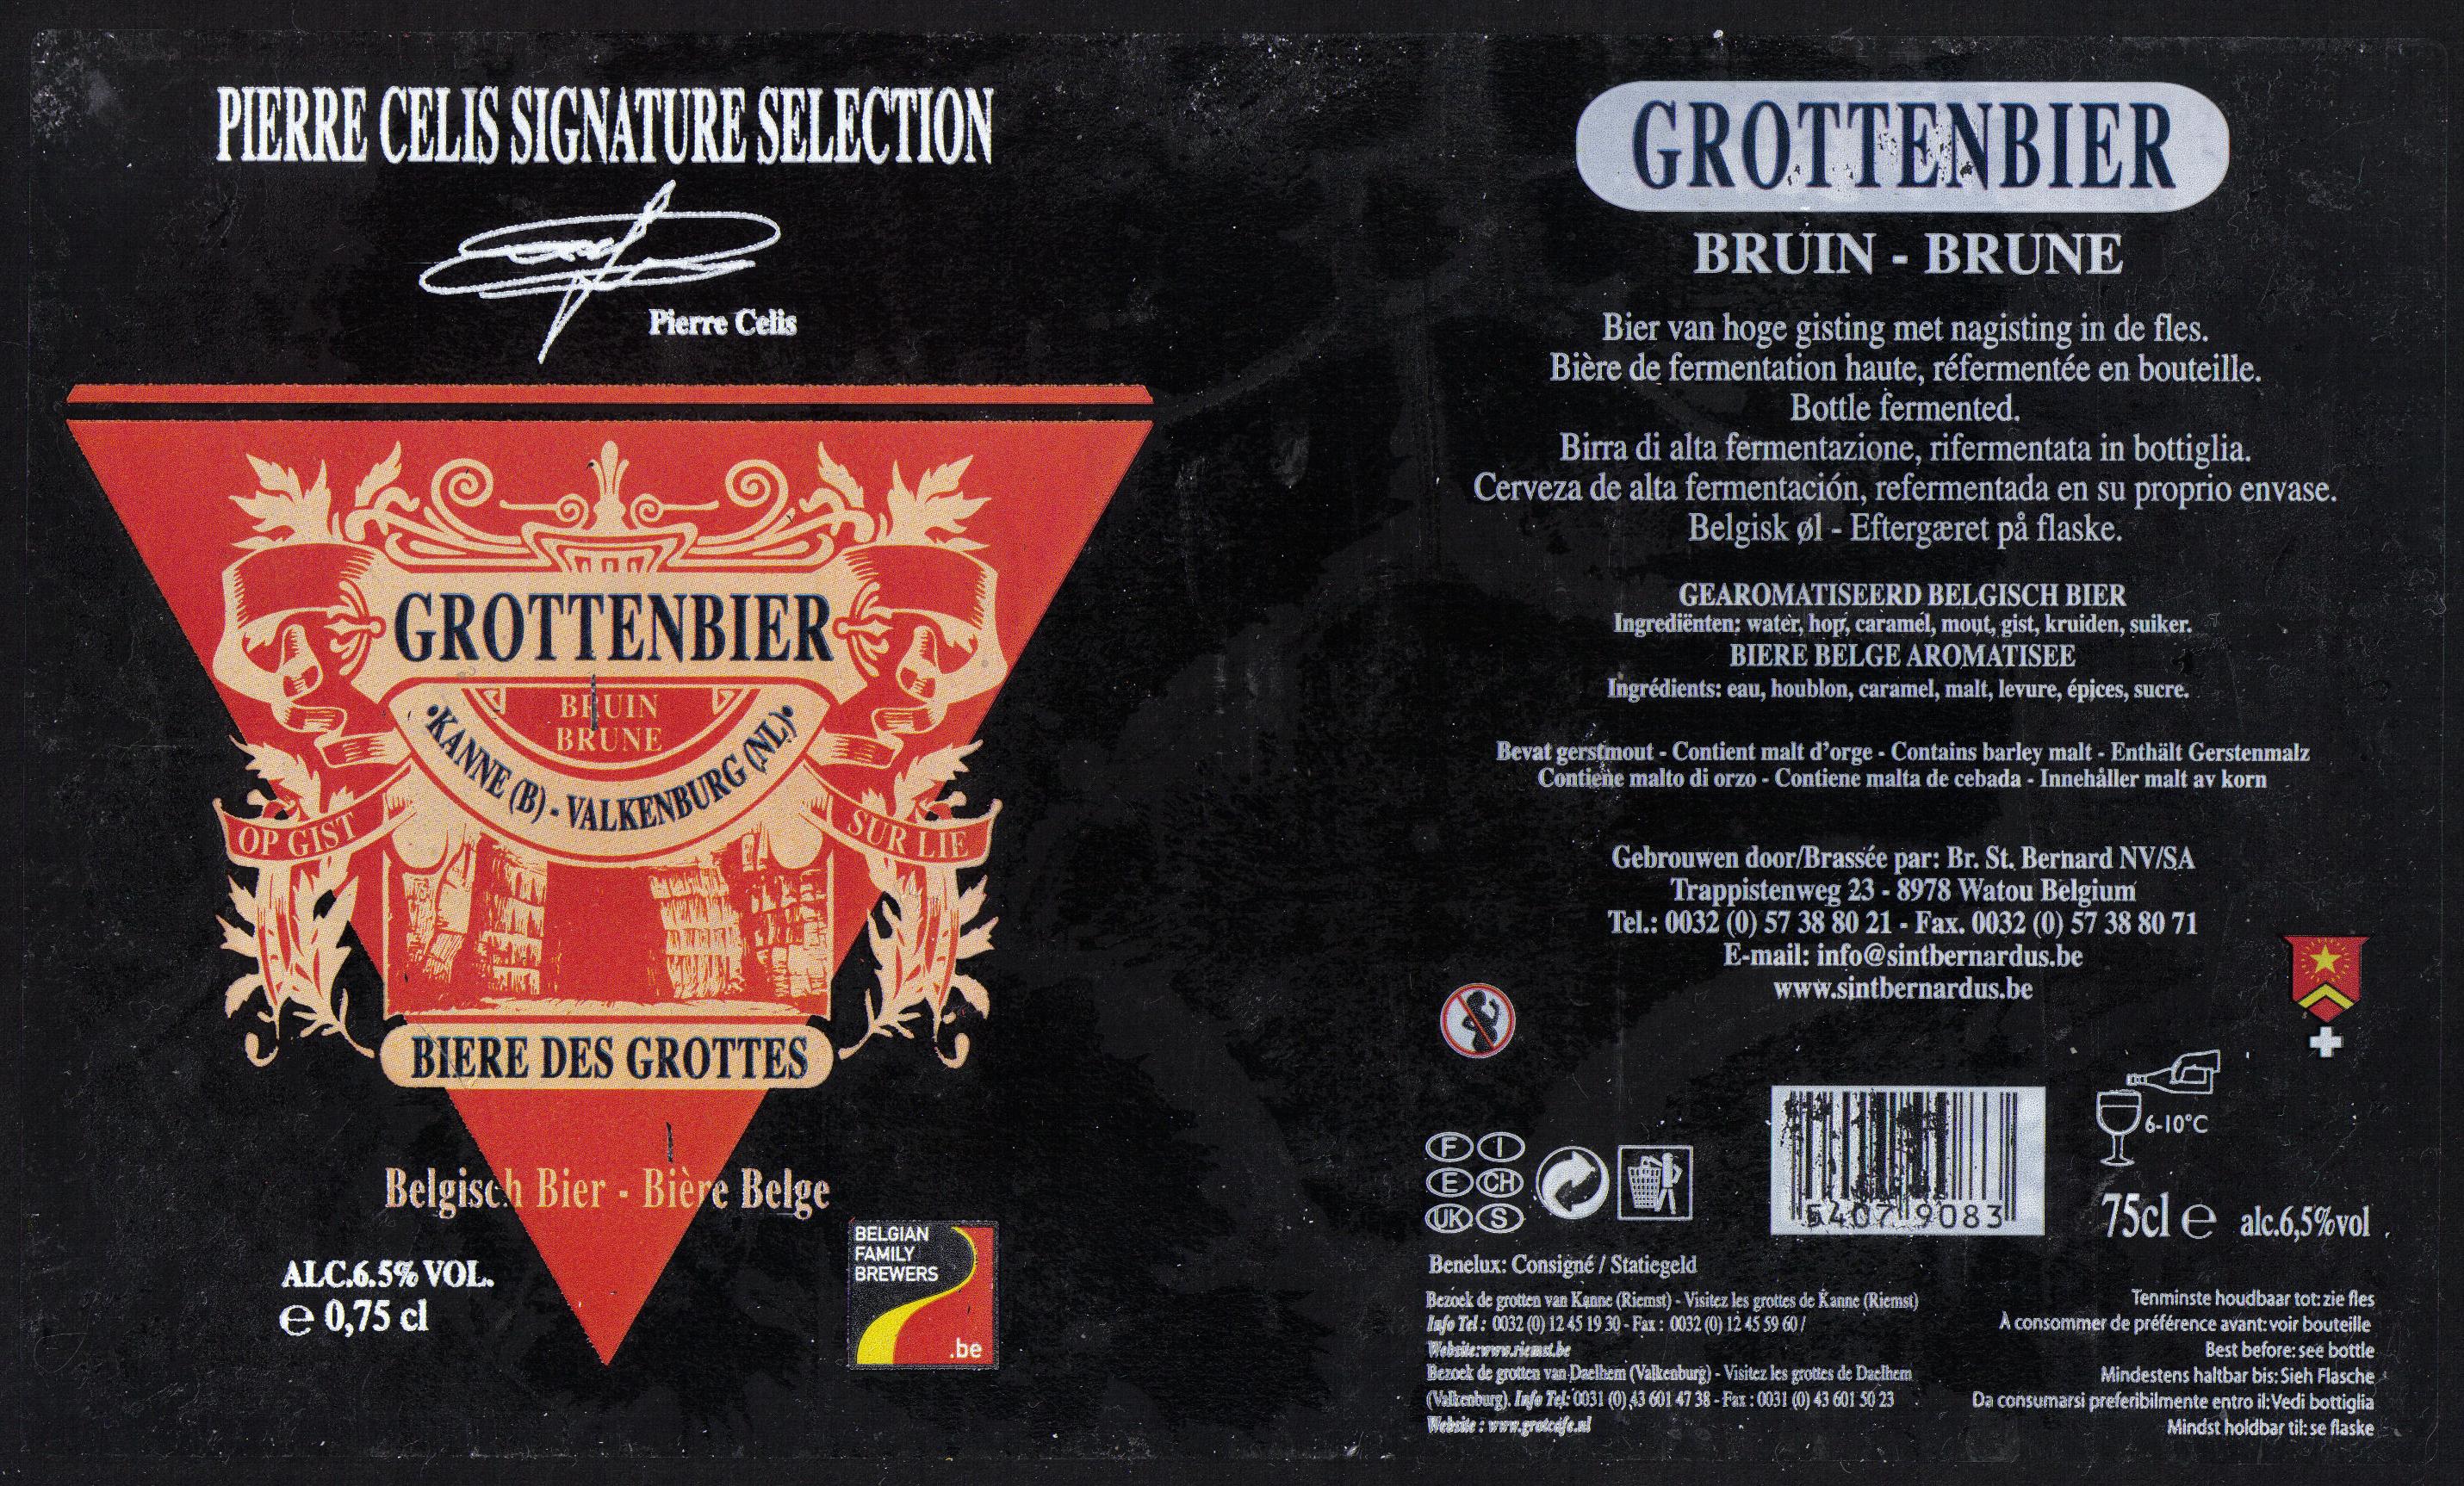 PIERRE CELIS SIGNATURE SELECTION
Pierre Celis
GROTTENBIER
BRUIN
BRUNE
•KANNE (B) - VALKENBURG (NL)•
OP GIST
SUR LIE
BIERE DES GROTTES
Belgisch Bier - Bière Belge
ALC.6.5% VOL.
e 0,75 cl
BELGIAN
FAMILY
BREWERS
.be
GROTTENBIER
BRUIN - BRUNE
Bier van hoge gisting met nagisting in de fles.
Bière de fermentation haute, réfermentée en bouteille.
Bottle fermented.
Birra di alta fermentazione, rifermentata in bottiglia.
Cerveza de alta fermentación, refermentada en su proprio envase.
Belgisk øl - Eftergæret på flaske.
GEAROMATISEERD BELGISCH BIER
Ingrediënten: water, hop, caramel, mout, gist, kruiden, suiker.
BIERE BELGE AROMATISEE
Ingrédients: eau, houblon, caramel, malt, levure, épices, sucre.
Bevat gerstmout - Contient malt d'orge - Contains barley malt - Enthält Gerstenmalz
Contiene malto di orzo - Contiene malta de cebada - Innehåller malt av korn
Gebrouwen door/Brassée par: Br. St. Bernard NV/SA
Trappistenweg 23 - 8978 Watou Belgium
Tel.: 0032 (0) 57 38 80 21 - Fax. 0032 (0) 57 38 80 71
E-mail: info@sintbernardus.be
www.sintbernardus.be
F I
E CH
UK S
5407 9083
6-10°C
75cl e alc.6,5%vol
Benelux: Consigné / Statiegeld
Bezoek de grotten van Kanne (Riemst) - Visitez les grottes de Kanne (Riemst)
Info Tel : 0032 (0) 12 45 19 30 - Fax : 0032 (0) 12 45 59 60 /
Website:www.riemst.be
Bezoek de grotten van Daelhem (Valkenburg) - Visitez les grottes de Daelhem
(Valkenburg). Info Tel: 0031 (0) 43 601 47 38 - Fax : 0031 (0) 43 601 50 23
Website : www.grotcafe.nl
Tenminste houdbaar tot: zie fles
À consommer de préférence avant: voir bouteille
Best before: see bottle
Mindestens haltbar bis: Sieh Flasche
Da consumarsi preferibilmente entro il: Vedi bottiglia
Mindst holdbar til: se flaske